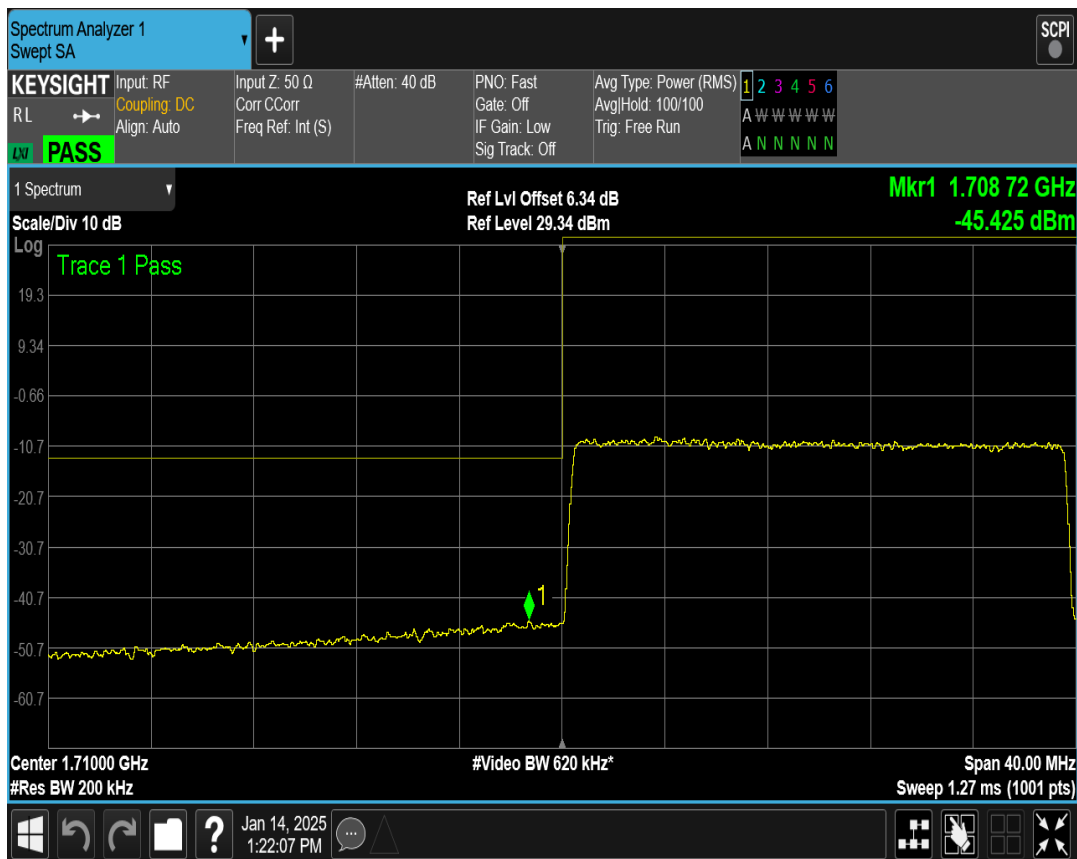 Spectrum Analyzer 1
Swept SA
+
SCPI
KEYSIGHT
RL
LXI PASS
Input: RF
Coupling: DC
Align: Auto
Input Z: 50 Ω
Corr CCorr
Freq Ref: Int (S)
#Atten: 40 dB
PNO: Fast
Gate: Off
IF Gain: Low
Sig Track: Off
Avg Type: Power (RMS)
Avg|Hold: 100/100
Trig: Free Run
1 2 3 4 5 6
A W W W W W
A N N N N N
1 Spectrum
Scale/Div 10 dB
Ref Lvl Offset 6.34 dB
Ref Level 29.34 dBm
Mkr1 1.708 72 GHz
-45.425 dBm
Log
Trace 1 Pass
19.3
9.34
-0.66
-10.7
-20.7
-30.7
-40.7
1
-50.7
-60.7
Center 1.71000 GHz
#Video BW 620 kHz*
Span 40.00 MHz
#Res BW 200 kHz
Sweep 1.27 ms (1001 pts)
?
Jan 14, 2025
1:22:07 PM